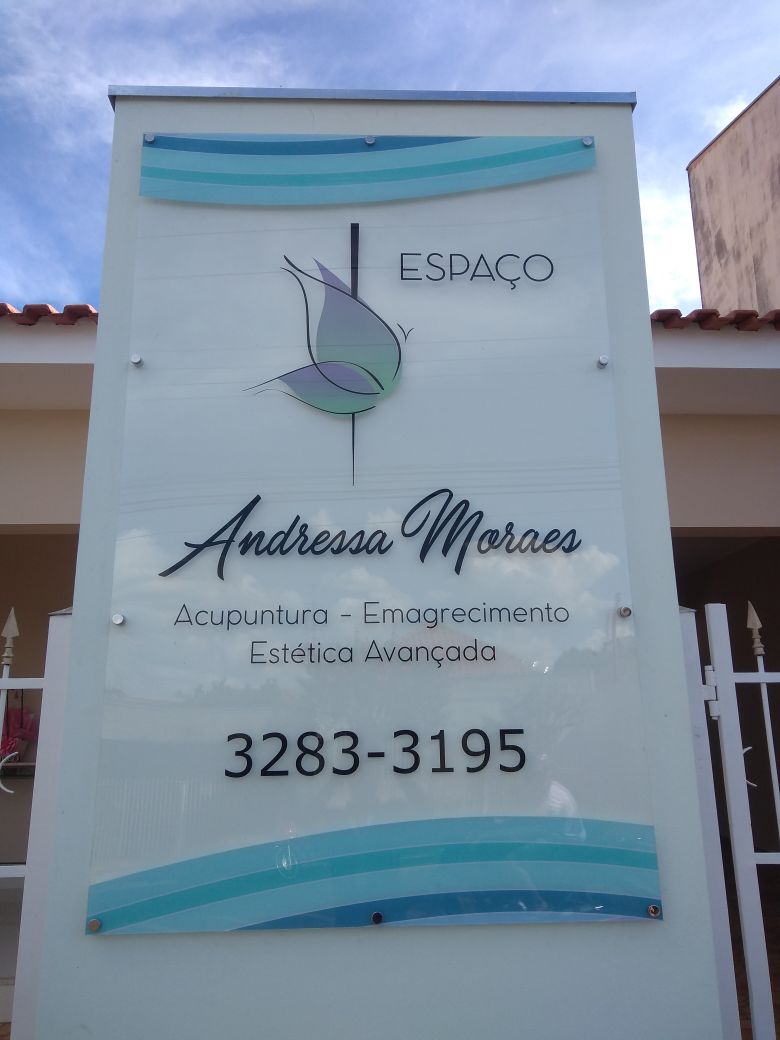 ESPAÇO
Andressa Moraes
Acupuntura - Emagrecimento
Estética Avançada
3283-3195